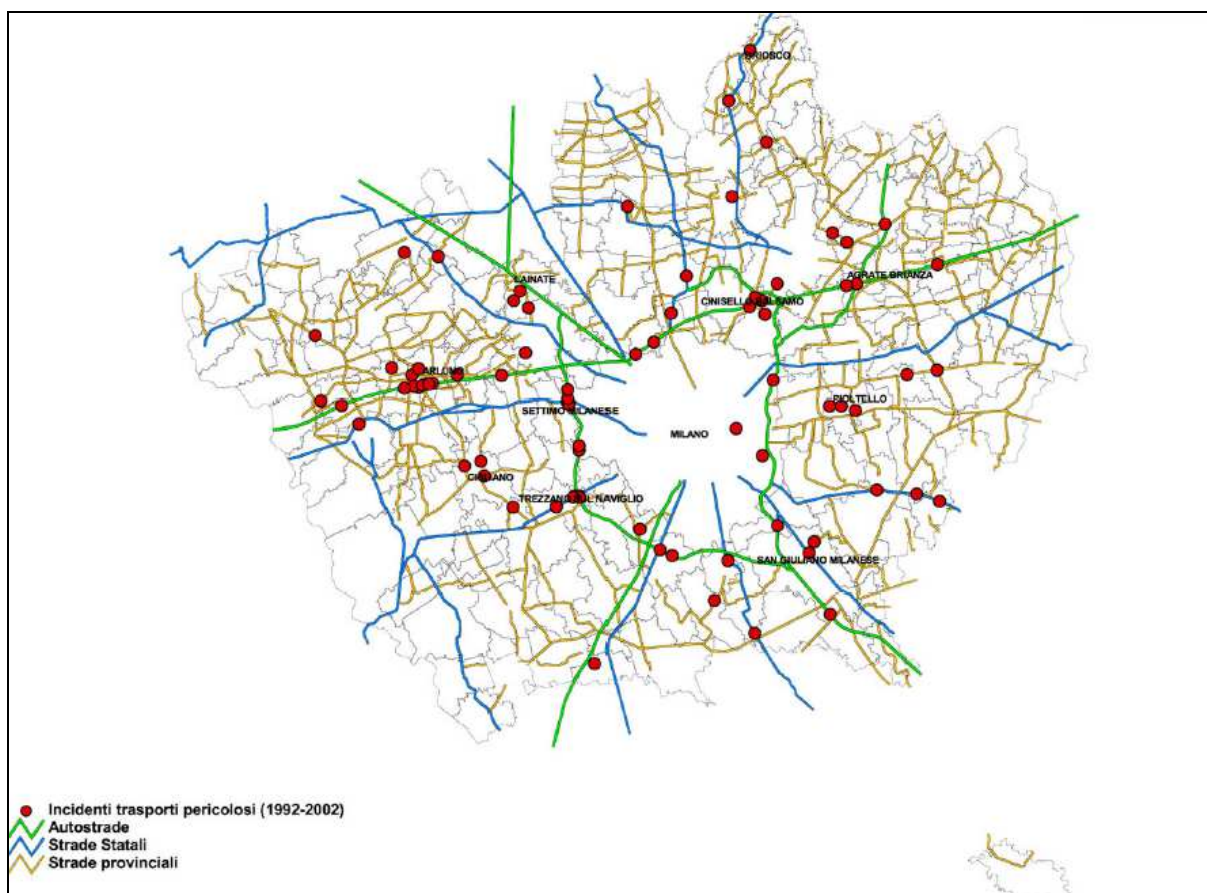 BRIOSCO
LAINATE
AGRATE BRIANZA
CINISELLO BALSAMO
ARLUNO
SETTIMO MILANESE
PIOLTELLO
MILANO
CISLIANO
TREZZANO SUL NAVIGLIO
SAN GIULIANO MILANESE
Incidenti trasporti pericolosi (1992-2002)
Autostrade
Strade Statali
Strade provinciali